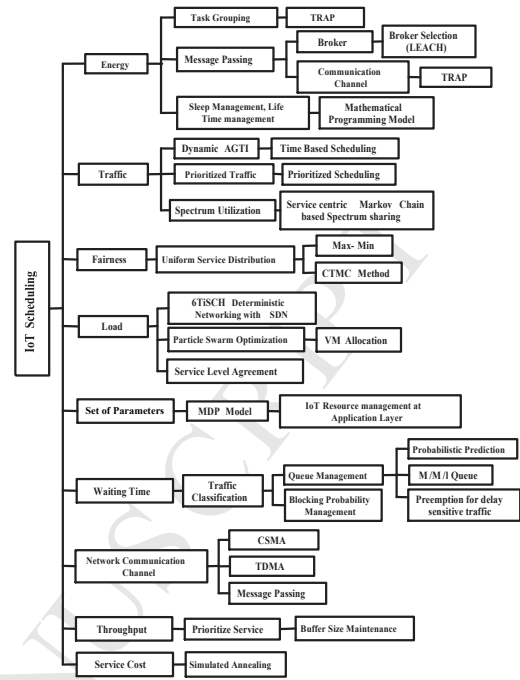 Task Grouping
TRAP
Energy
Message Passing
Broker
Broker Selection
(LEACH)
Communication
Channel
TRAP
Sleep Management, Life
Time management
Mathematical
Programming Model
Traffic
Dynamic AGTI
Time Based Scheduling
Prioritized Traffic
Prioritized Scheduling
Spectrum Utilization
Service centric Markov Chain
based Spectrum sharing
IoT Scheduling
Fairness
Uniform Service Distribution
Max- Min
CTMC Method
Load
6TiSCH Deterministic
Networking with SDN
Particle Swarm Optimization
VM Allocation
Service Level Agreement
Set of Parameters
MDP Model
IoT Resource management at
Application Layer
Waiting Time
Traffic
Classification
Queue Management
Probabilistic Prediction
M/M/I Queue
Preemption for delay
sensitive traffic
Blocking Probability
Management
Network Communication
Channel
CSMA
TDMA
Message Passing
Throughput
Prioritize Service
Buffer Size Maintenance
Service Cost
Simulated Annealing